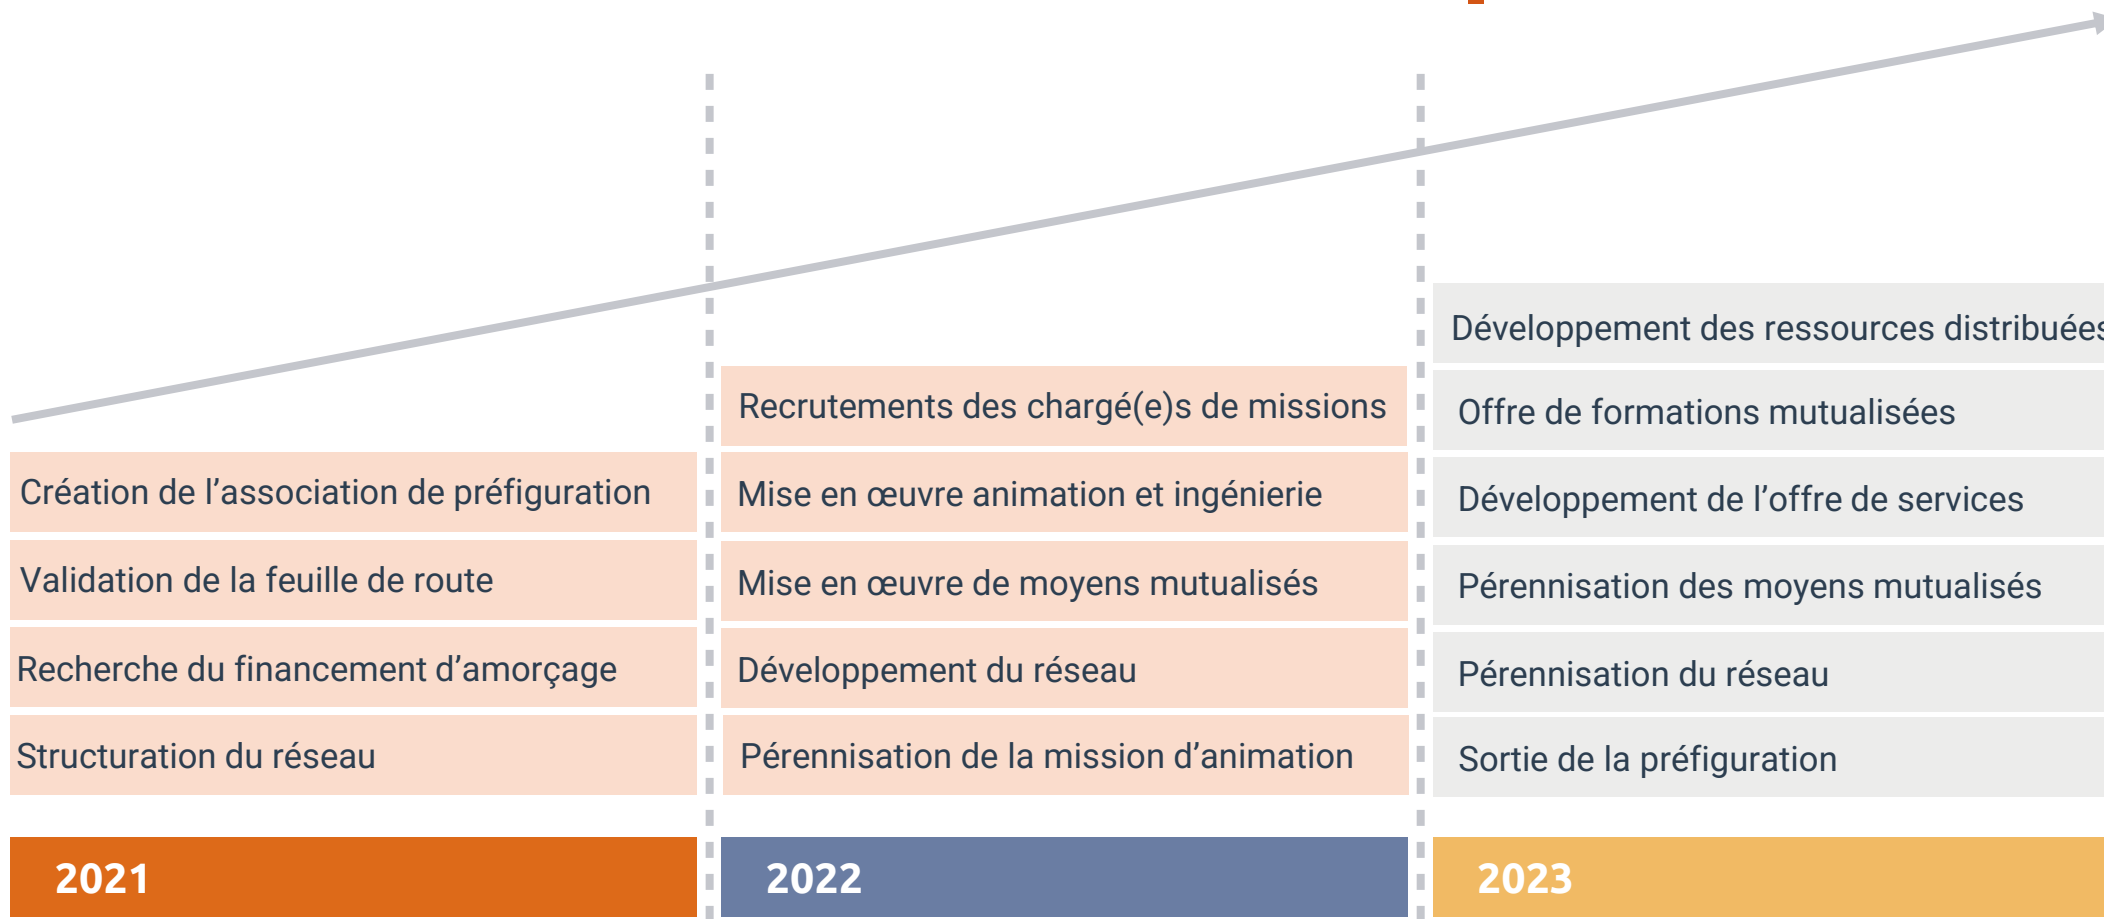 Création de l’association de préfiguration
Validation de la feuille de route
Recherche du financement d’amorçage
Structuration du réseau
2021
Recrutements des chargé(e)s de missions
Mise en œuvre animation et ingénierie
Mise en œuvre de moyens mutualisés
Développement du réseau
Pérennisation de la mission d’animation
2022
Développement des ressources distribuées
Offre de formations mutualisées
Développement de l’offre de services
Pérennisation des moyens mutualisés
Pérennisation du réseau
Sortie de la préfiguration
2023